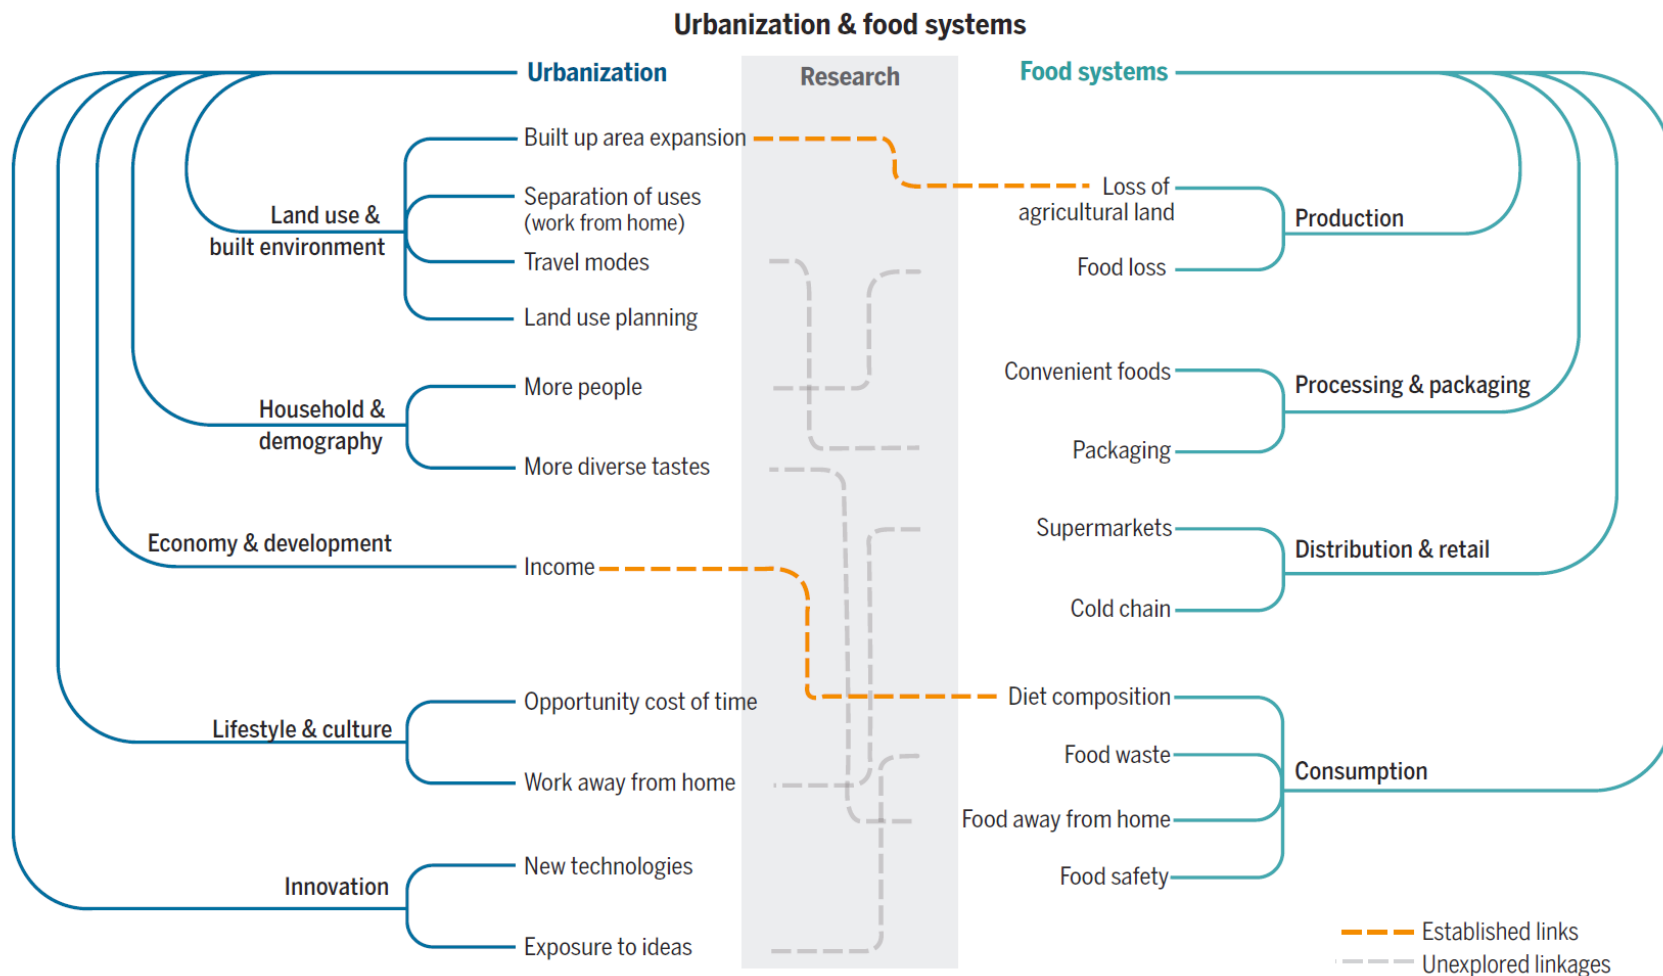 Urbanization & food systems
Urbanization
Research
Food systems
Land use &
built environment
Built up area expansion
Separation of uses
(work from home)
Travel modes
Land use planning
Household &
demography
More people
More diverse tastes
Economy & development
Income
Lifestyle & culture
Opportunity cost of time
Work away from home
Innovation
New technologies
Exposure to ideas
Loss of
agricultural land
Food loss
Production
Convenient foods
Packaging
Processing & packaging
Supermarkets
Cold chain
Distribution & retail
Diet composition
Food waste
Food away from home
Food safety
Consumption
Established links
Unexplored linkages